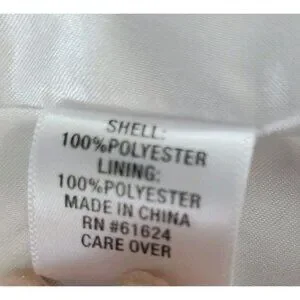 SHELL:
100%POLYESTER
LINING:
100%POLYESTER
MADE IN CHINA
RN #61624
CARE OVER